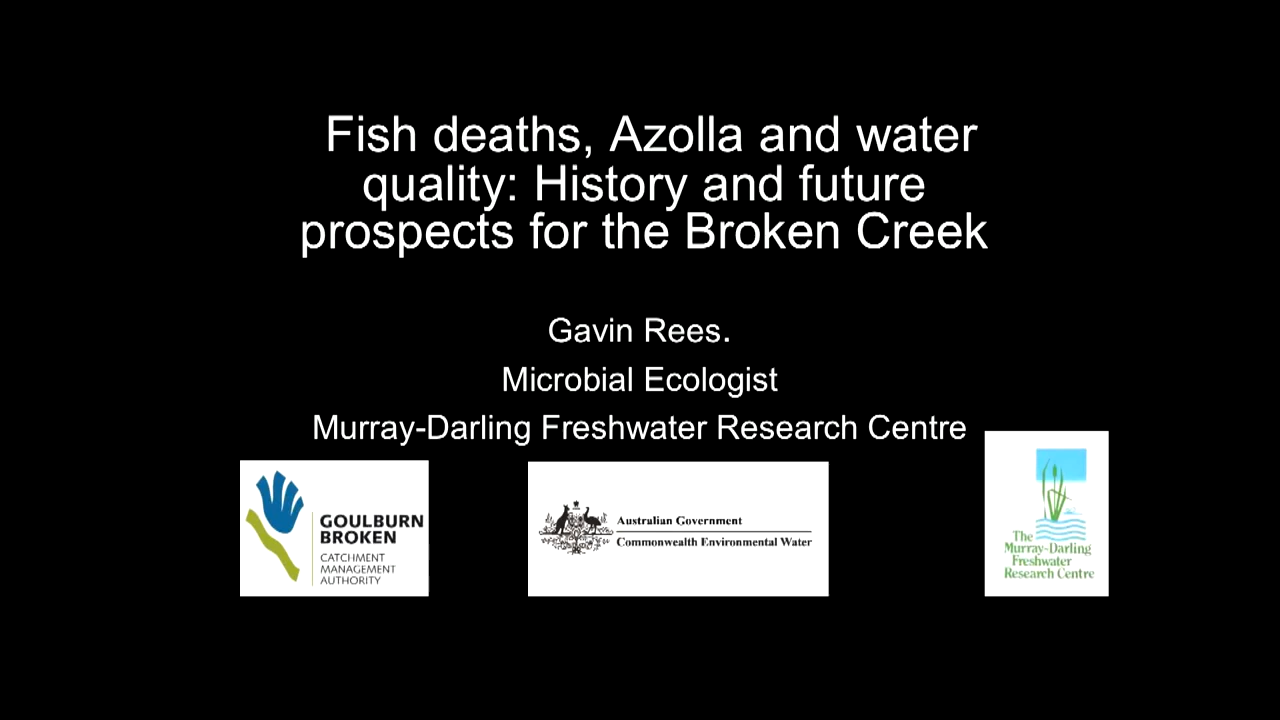 Fish deaths, Azolla and water
quality: History and future
prospects for the Broken Creek
Gavin Rees.
Microbial Ecologist
Murray-Darling Freshwater Research Centre
GOULBURN
BROKEN
CATCHMENT
MANAGEMENT
AUTHORITY
Australian Government
Commonwealth Environmental Water
The
Murray-Darling
Freshwater
Research Centre